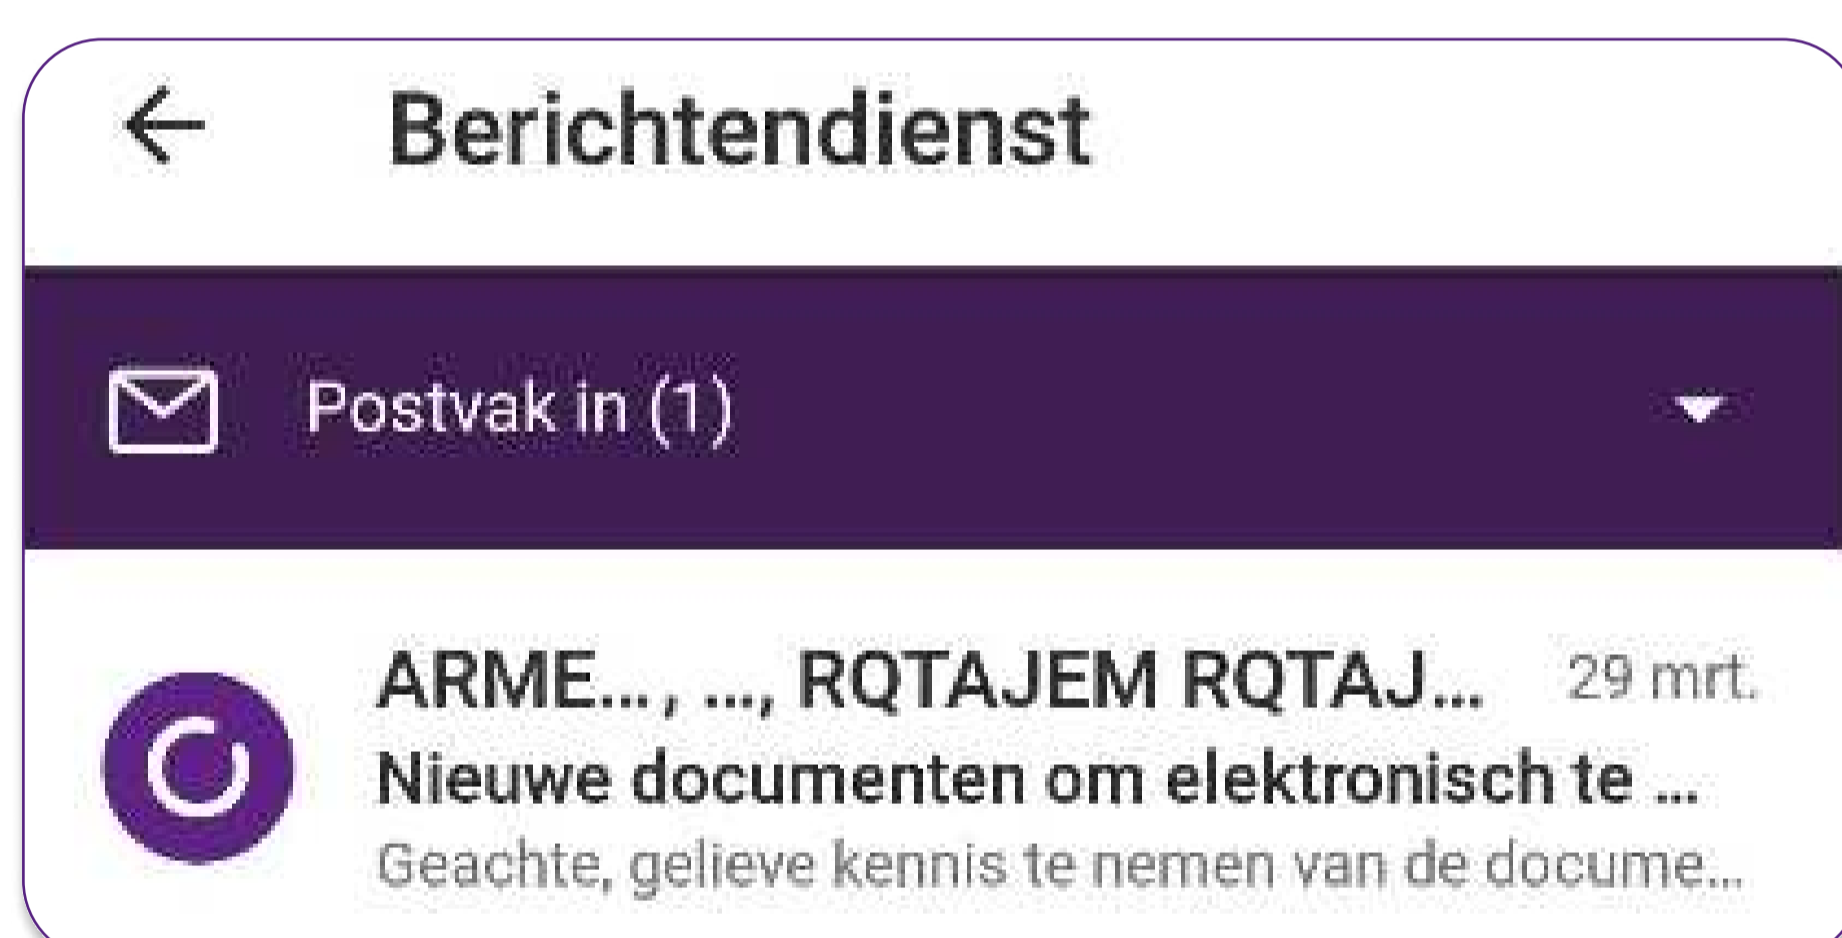 Berichtendienst
Postvak in (1)
ARME..., ..., RQTAJEM RQTAJ... 29 mrt.
Nieuwe documenten om elektronisch te ...
Geachte, gelieve kennis te nemen van de docume...